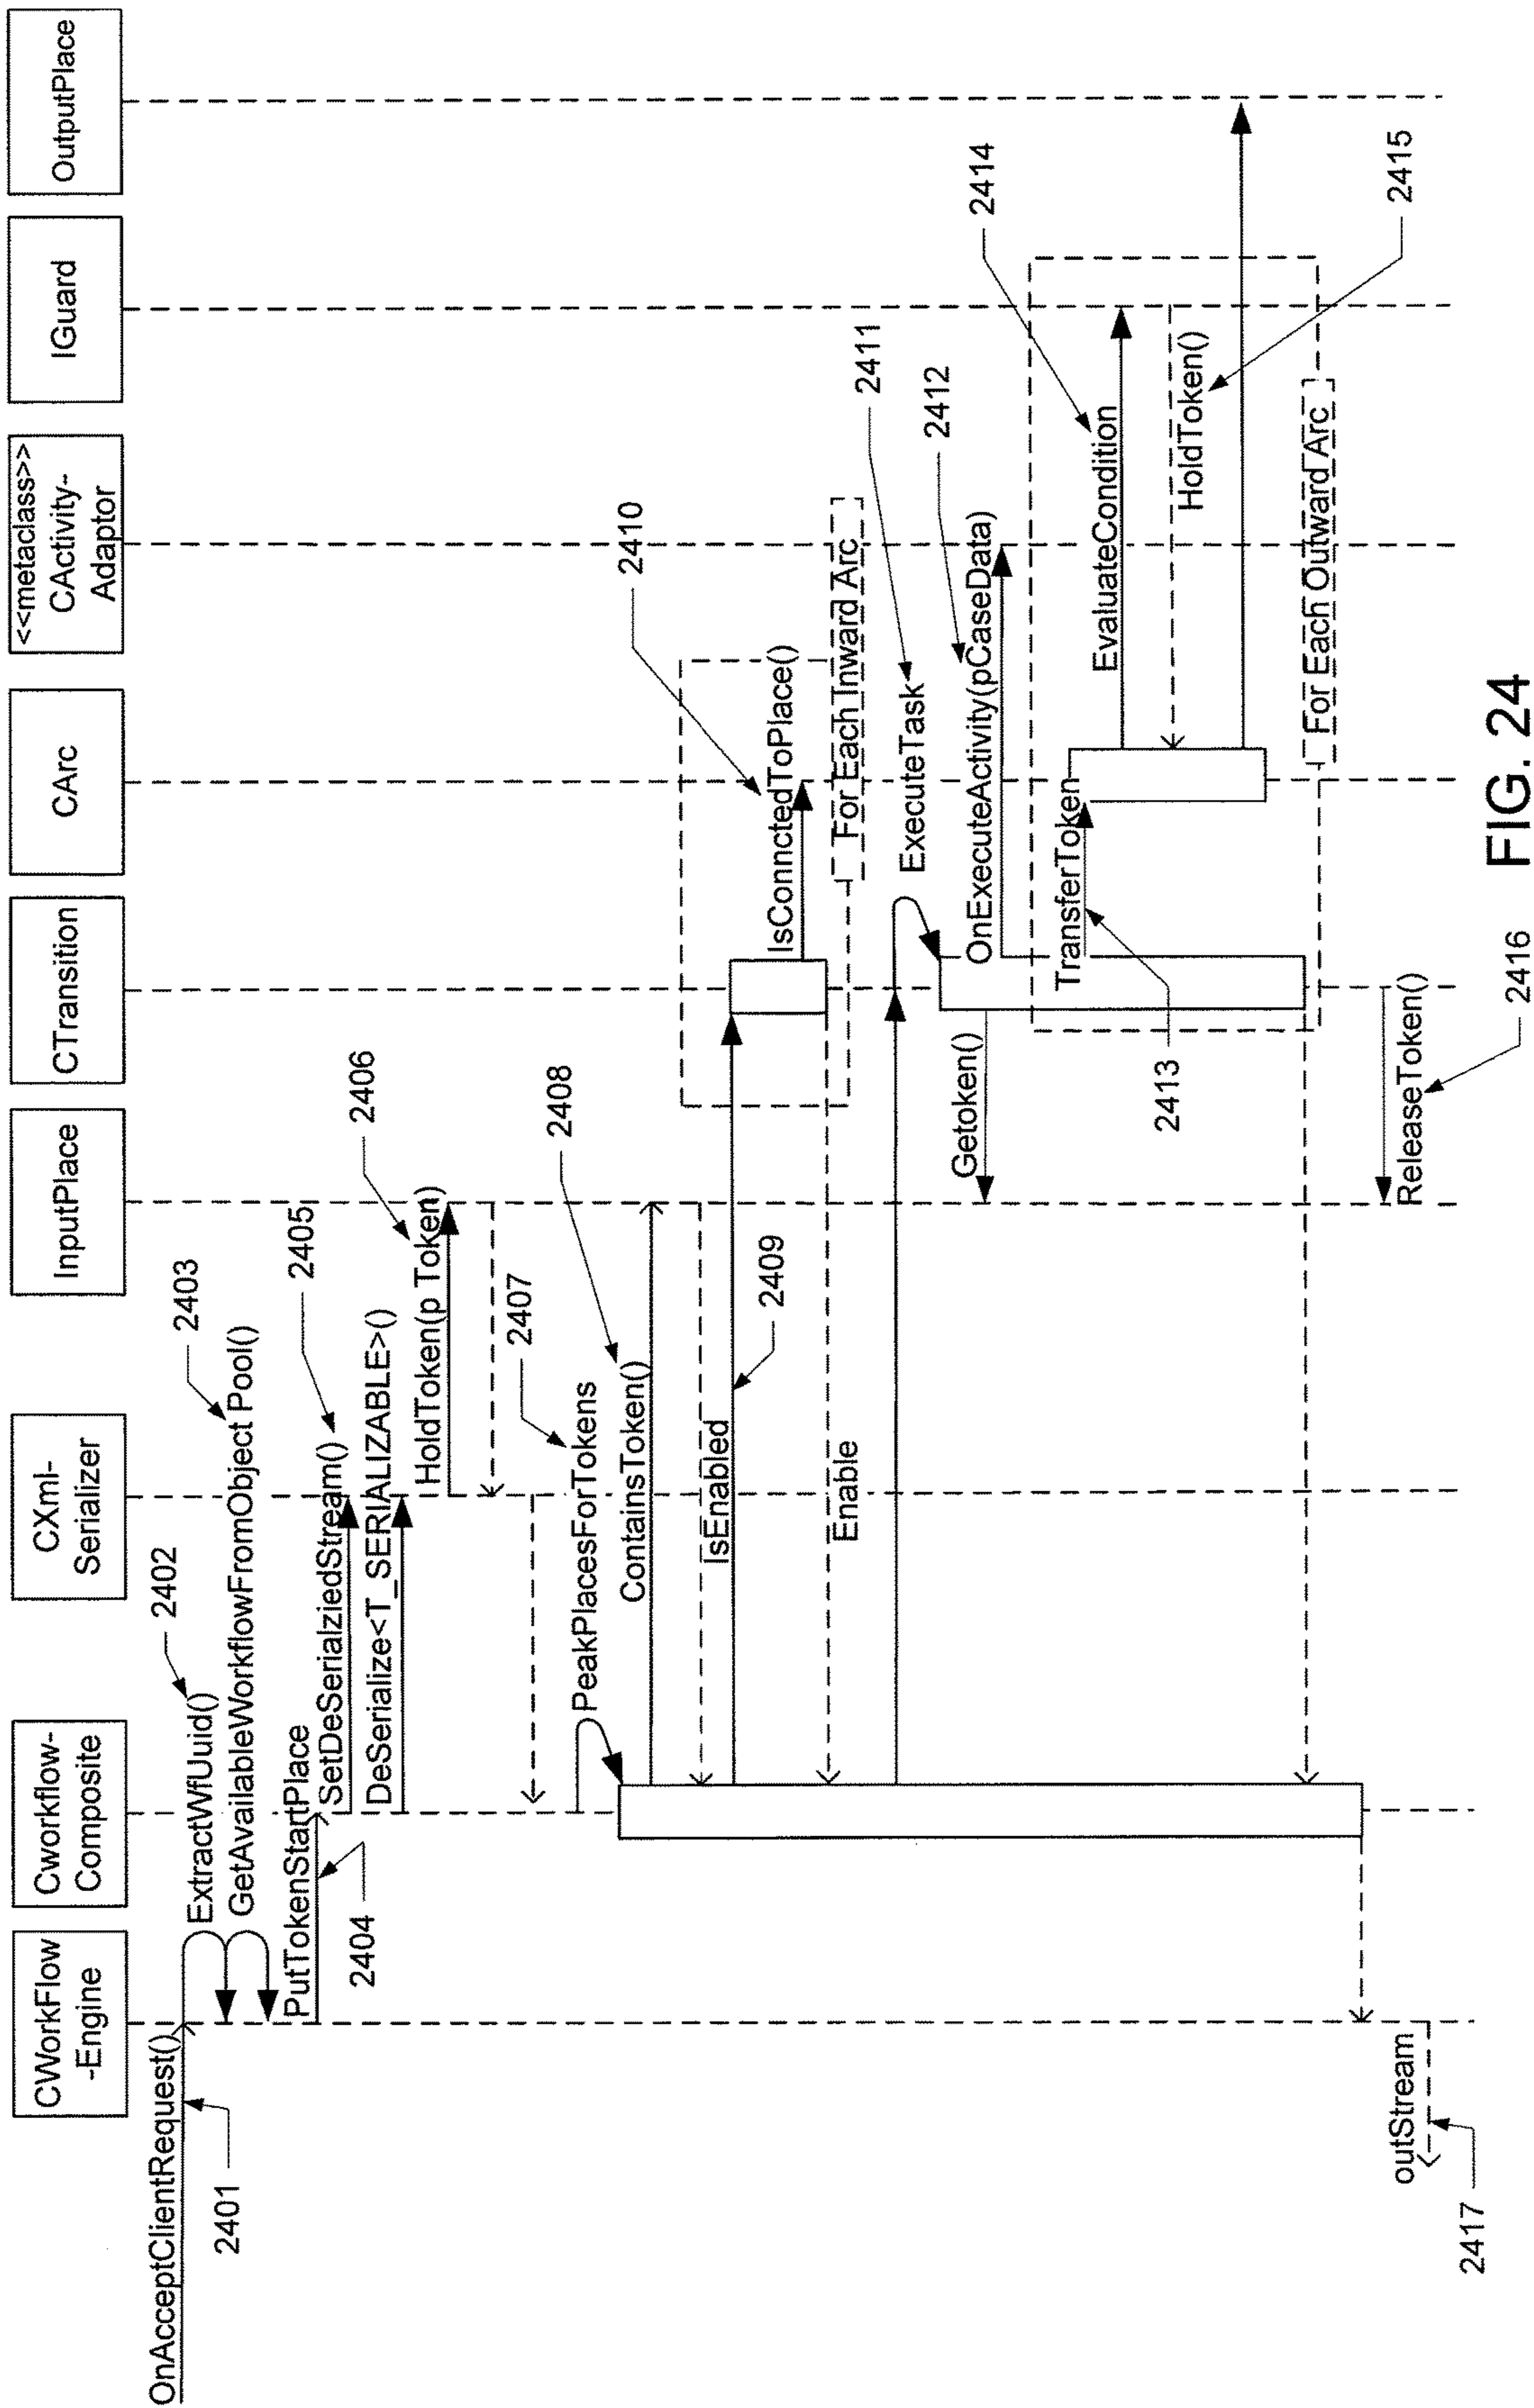 CWorkFlow
-Engine
Cworkflow-
Composite
CXml-
Serializer
InputPlace
CTransition
CArc
<<metaclass>>
CActivity-
Adaptor
IGuard
OutputPlace
OnAcceptClientRequest()
2401
ExtractWfUuid()
2402
GetAvailableWorkflowFromObject Pool()
2403
PutTokenStartPlace
2404
SetDeSerialziedStream()
2405
DeSerialize<T_SERIALIZABLE>()
HoldToken(p Token)
2406
PeakPlacesForTokens
2407
ContainsToken()
2408
IsEnabled
2409
IsConnctedToPlace()
2410
For Each Inward Arc
Enable
ExecuteTask
2411
Getoken()
OnExecuteActivity(pCaseData)
2412
TransferToken
2413
EvaluateCondition
2414
HoldToken()
2415
For Each Outward Arc
ReleaseToken()
2416
outStream
2417
FIG. 24